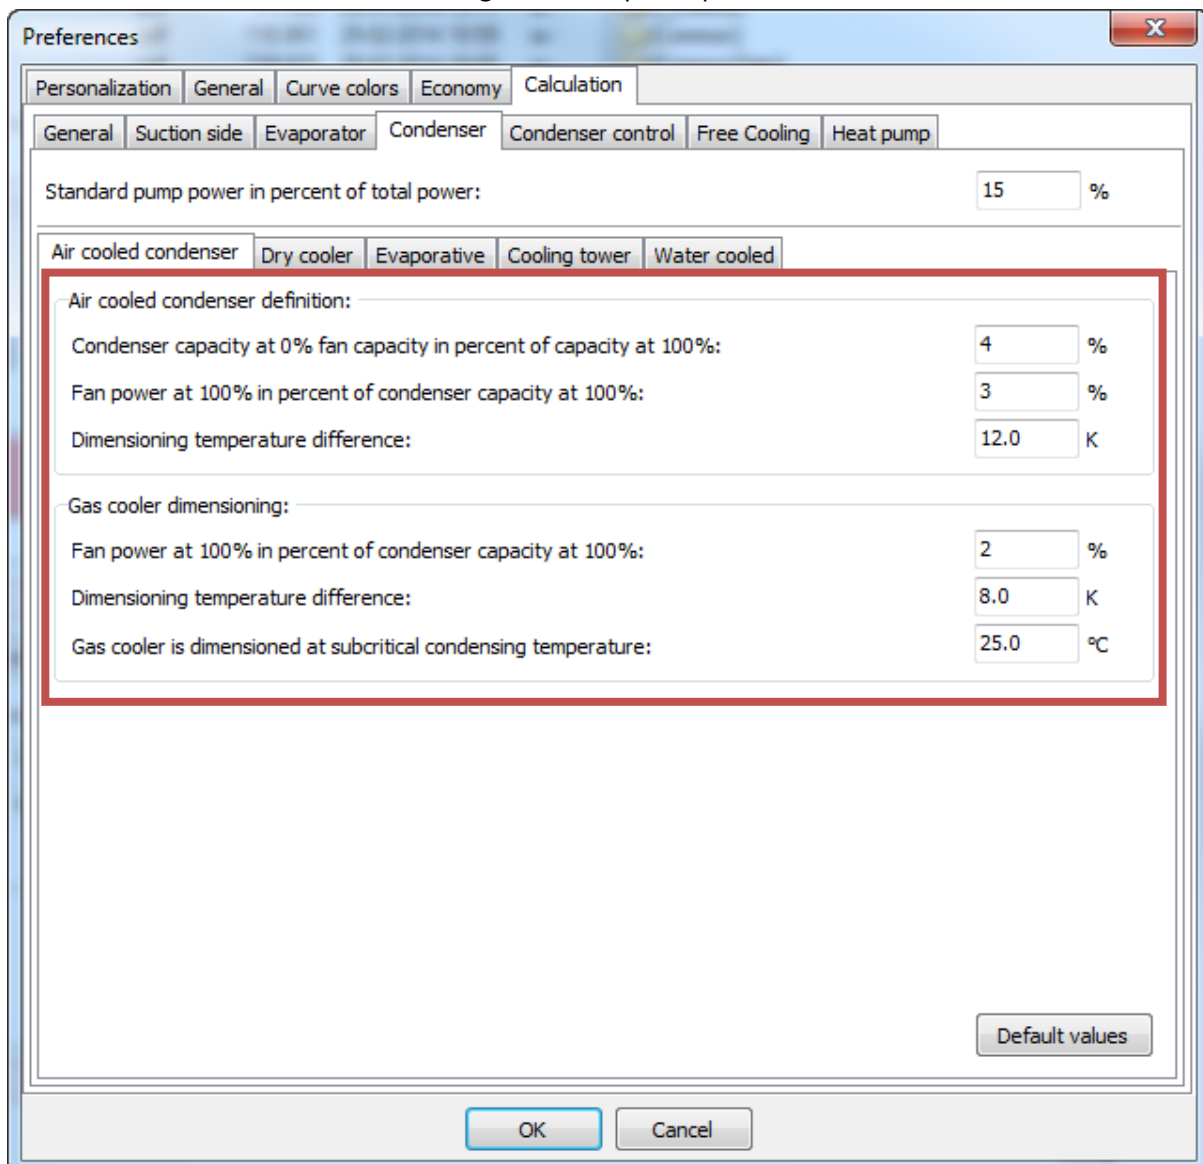 Preferences
X
Personalization General Curve colors Economy Calculation
General Suction side Evaporator Condenser Condenser control Free Cooling Heat pump
Standard pump power in percent of total power: 15 %
Air cooled condenser Dry cooler Evaporative Cooling tower Water cooled
Air cooled condenser definition:
Condenser capacity at 0% fan capacity in percent of capacity at 100%: 4 %
Fan power at 100% in percent of condenser capacity at 100%: 3 %
Dimensioning temperature difference: 12.0 K
Gas cooler dimensioning:
Fan power at 100% in percent of condenser capacity at 100%: 2 %
Dimensioning temperature difference: 8.0 K
Gas cooler is dimensioned at subcritical condensing temperature: 25.0 °C
Default values
OK Cancel